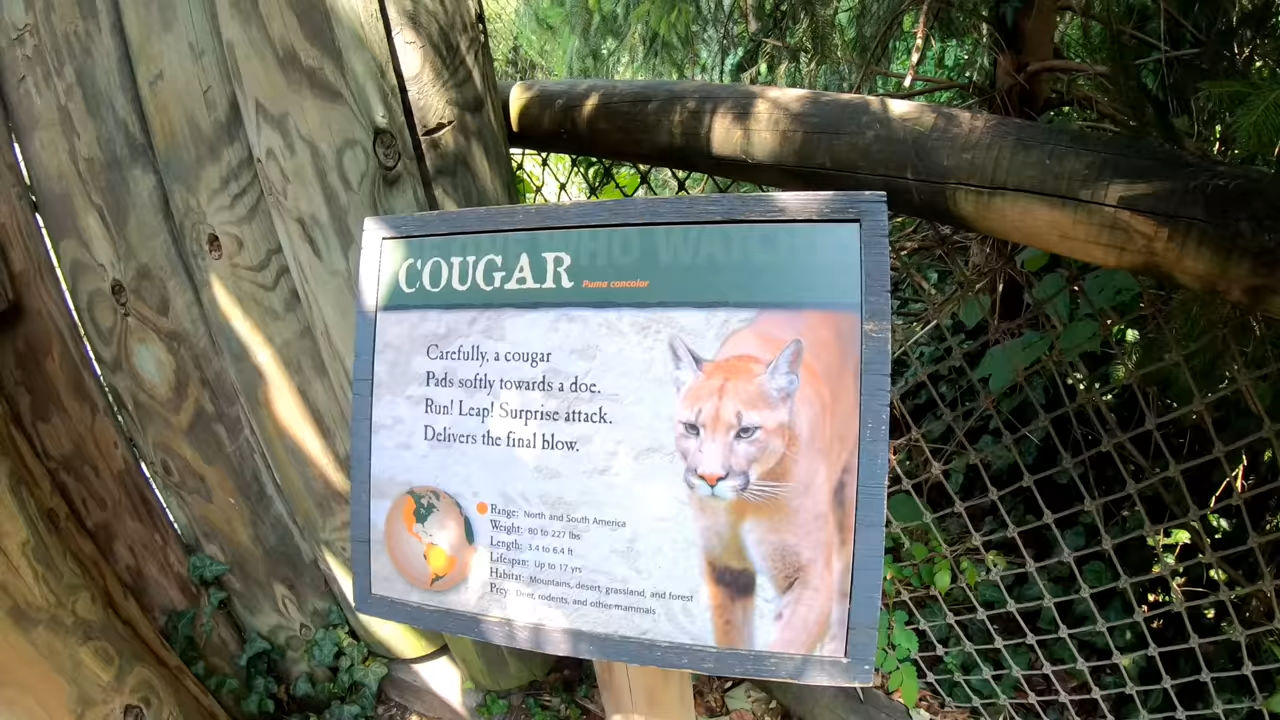 WHO WATCH
COUGAR Puma concolor
Carefully, a cougar
Pads softly towards a doe.
Run! Leap! Surprise attack.
Delivers the final blow.
Range: North and South America
Weight: 80 to 227 lbs
Length: 3.4 to 6.4 ft
Lifespan: Up to 17 yrs
Habitat: Mountains, desert, grassland, and forest
Prey: Deer, rodents, and other mammals